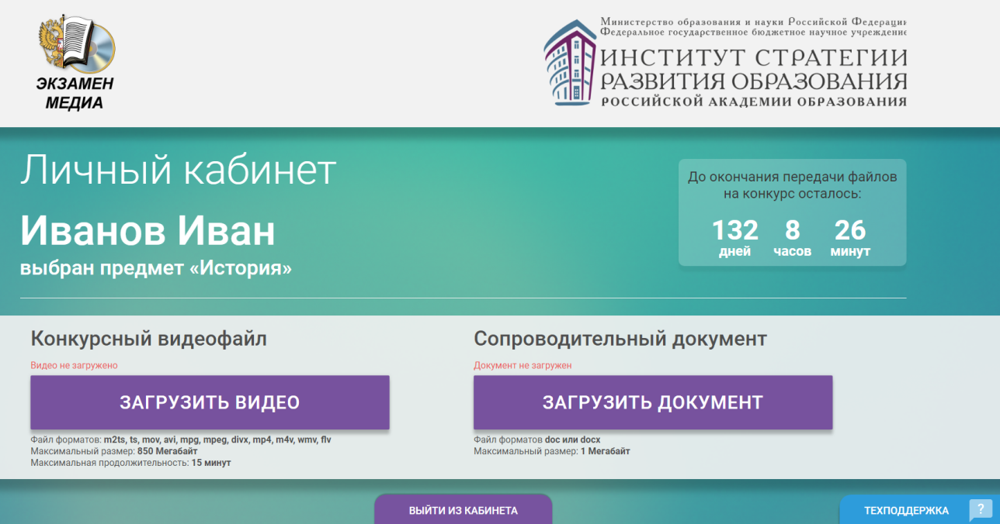 ЭКЗАМЕН
МЕДИА
Министерство образования и науки Российской Федерации
Федеральное государственное бюджетное научное учреждение
ИНСТИТУТ СТРАТЕГИИ
РАЗВИТИЯ ОБРАЗОВАНИЯ
РОССИЙСКОЙ АКАДЕМИИ ОБРАЗОВАНИЯ
Личный кабинет
Иванов Иван
выбран предмет «История»
До окончания передачи файлов
на конкурс осталось:
132 8 26
дней часов минут
Конкурсный видеофайл
Видео не загружено
ЗАГРУЗИТЬ ВИДЕО
Файл форматов: m2ts, ts, mov, avi, mpg, mpeg, divx, mp4, m4v, wmv, flv
Максимальный размер: 850 Мегабайт
Максимальная продолжительность: 15 минут
Сопроводительный документ
Документ не загружен
ЗАГРУЗИТЬ ДОКУМЕНТ
Файл форматов doc или docx
Максимальный размер: 1 Мегабайт
ВЫЙТИ ИЗ КАБИНЕТА
ТЕХПОДДЕРЖКА ?